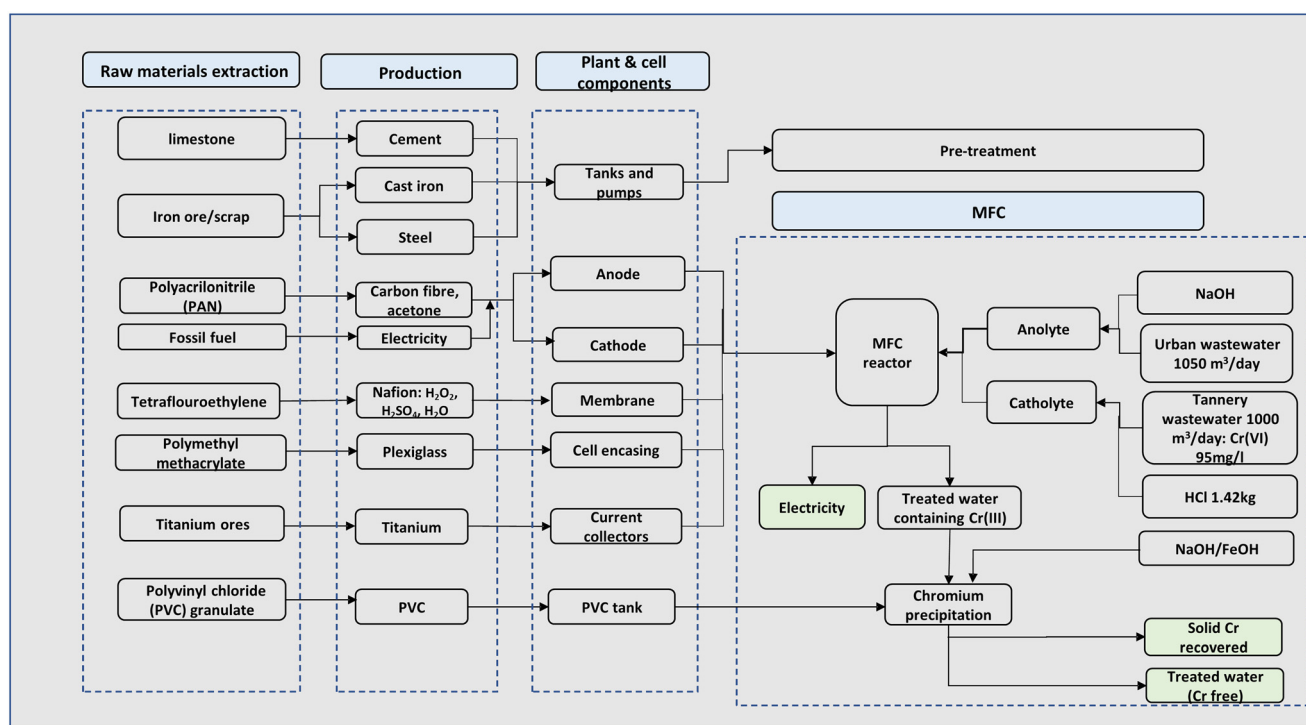 Raw materials extraction
Production
Plant & cell
components
limestone
Cement
Iron ore/scrap
Cast iron
Steel
Tanks and
pumps
Pre-treatment
MFC
Polyacrilonitrile
(PAN)
Carbon fibre,
acetone
Anode
Fossil fuel
Electricity
Cathode
Tetraflouroethylene
Nafion: H₂O₂,
H₂SO₄, H₂O
Membrane
Polymethyl
methacrylate
Plexiglass
Cell encasing
Titanium ores
Titanium
Current
collectors
Polyvinyl chloride
(PVC) granulate
PVC
PVC tank
MFC
reactor
Anolyte
NaOH
Urban wastewater
1050 m³/day
Catholyte
Tannery
wastewater 1000
m³/day: Cr(VI)
95mg/l
HCl 1.42kg
Electricity
Treated water
containing Cr(III)
NaOH/FeOH
Chromium
precipitation
Solid Cr
recovered
Treated water
(Cr free)